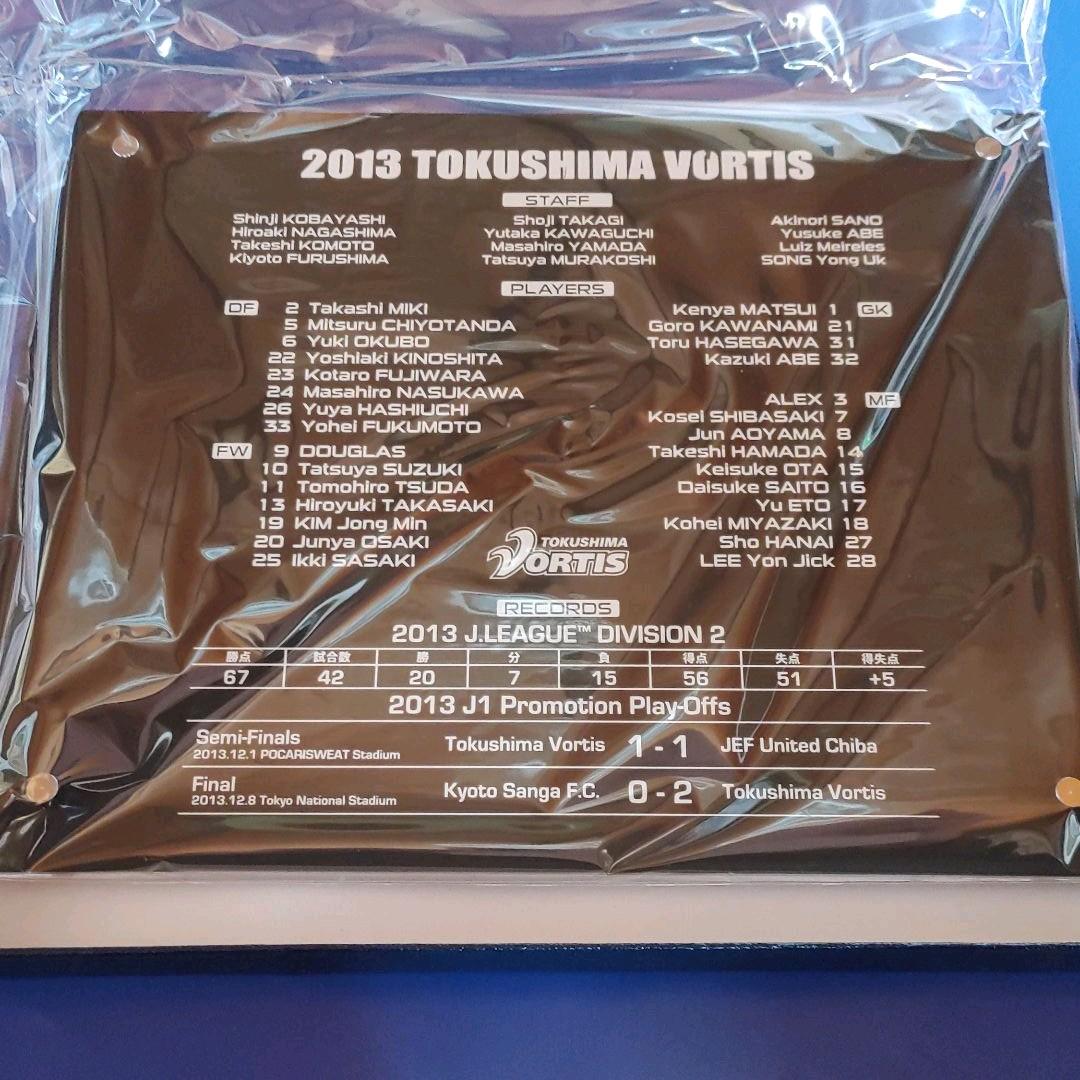 2013 TOKUSHIMA VORTIS
STAFF
Shinji KOBAYASHI
Hiroaki NAGASHIMA
Takeshi KOMOTO
Kiyoto FURUSHIMA
Shoji TAKAGI
Yutaka KAWAGUCHI
Masahiro YAMADA
Tatsuya MURAKOSHI
Akinori SANO
Yusuke ABE
Luiz Meireles
SONG Yong Uk
PLAYERS
DF 2 Takashi MIKI
5 Mitsuru CHIYOTANDA
6 Yuki OKUBO
22 Yoshiaki KINOSHITA
23 Kotaro FUJIWARA
24 Masahiro NASUKAWA
26 Yuya HASHIUCHI
33 Yohei FUKUMOTO
FW 9 DOUGLAS
10 Tatsuya SUZUKI
11 Tomohiro TSUDA
13 Hiroyuki TAKASAKI
19 KIM Jong Min
20 Junya OSAKI
25 Ikki SASAKI
Kenya MATSUI 1 GK
Goro KAWANAMI 21
Toru HASEGAWA 31
Kazuki ABE 32
ALEX 3 MF
Kosei SHIBASAKI 7
Jun AOYAMA 8
Takeshi HAMADA 14
Keisuke OTA 15
Daisuke SAITO 16
Yu ETO 17
Kohei MIYAZAKI 18
Sho HANAI 27
LEE Yon Jick 28
TOKUSHIMA
VORTIS
RECORDS
2013 J.LEAGUE™ DIVISION 2
勝点 試合数 勝 分 負 得点 失点 得失点
67 42 20 7 15 56 51 +5
2013 J1 Promotion Play-Offs
Semi-Finals
2013.12.1 POCARISWEAT Stadium
Tokushima Vortis 1 - 1 JEF United Chiba
Final
2013.12.8 Tokyo National Stadium
Kyoto Sanga F.C. 0 - 2 Tokushima Vortis